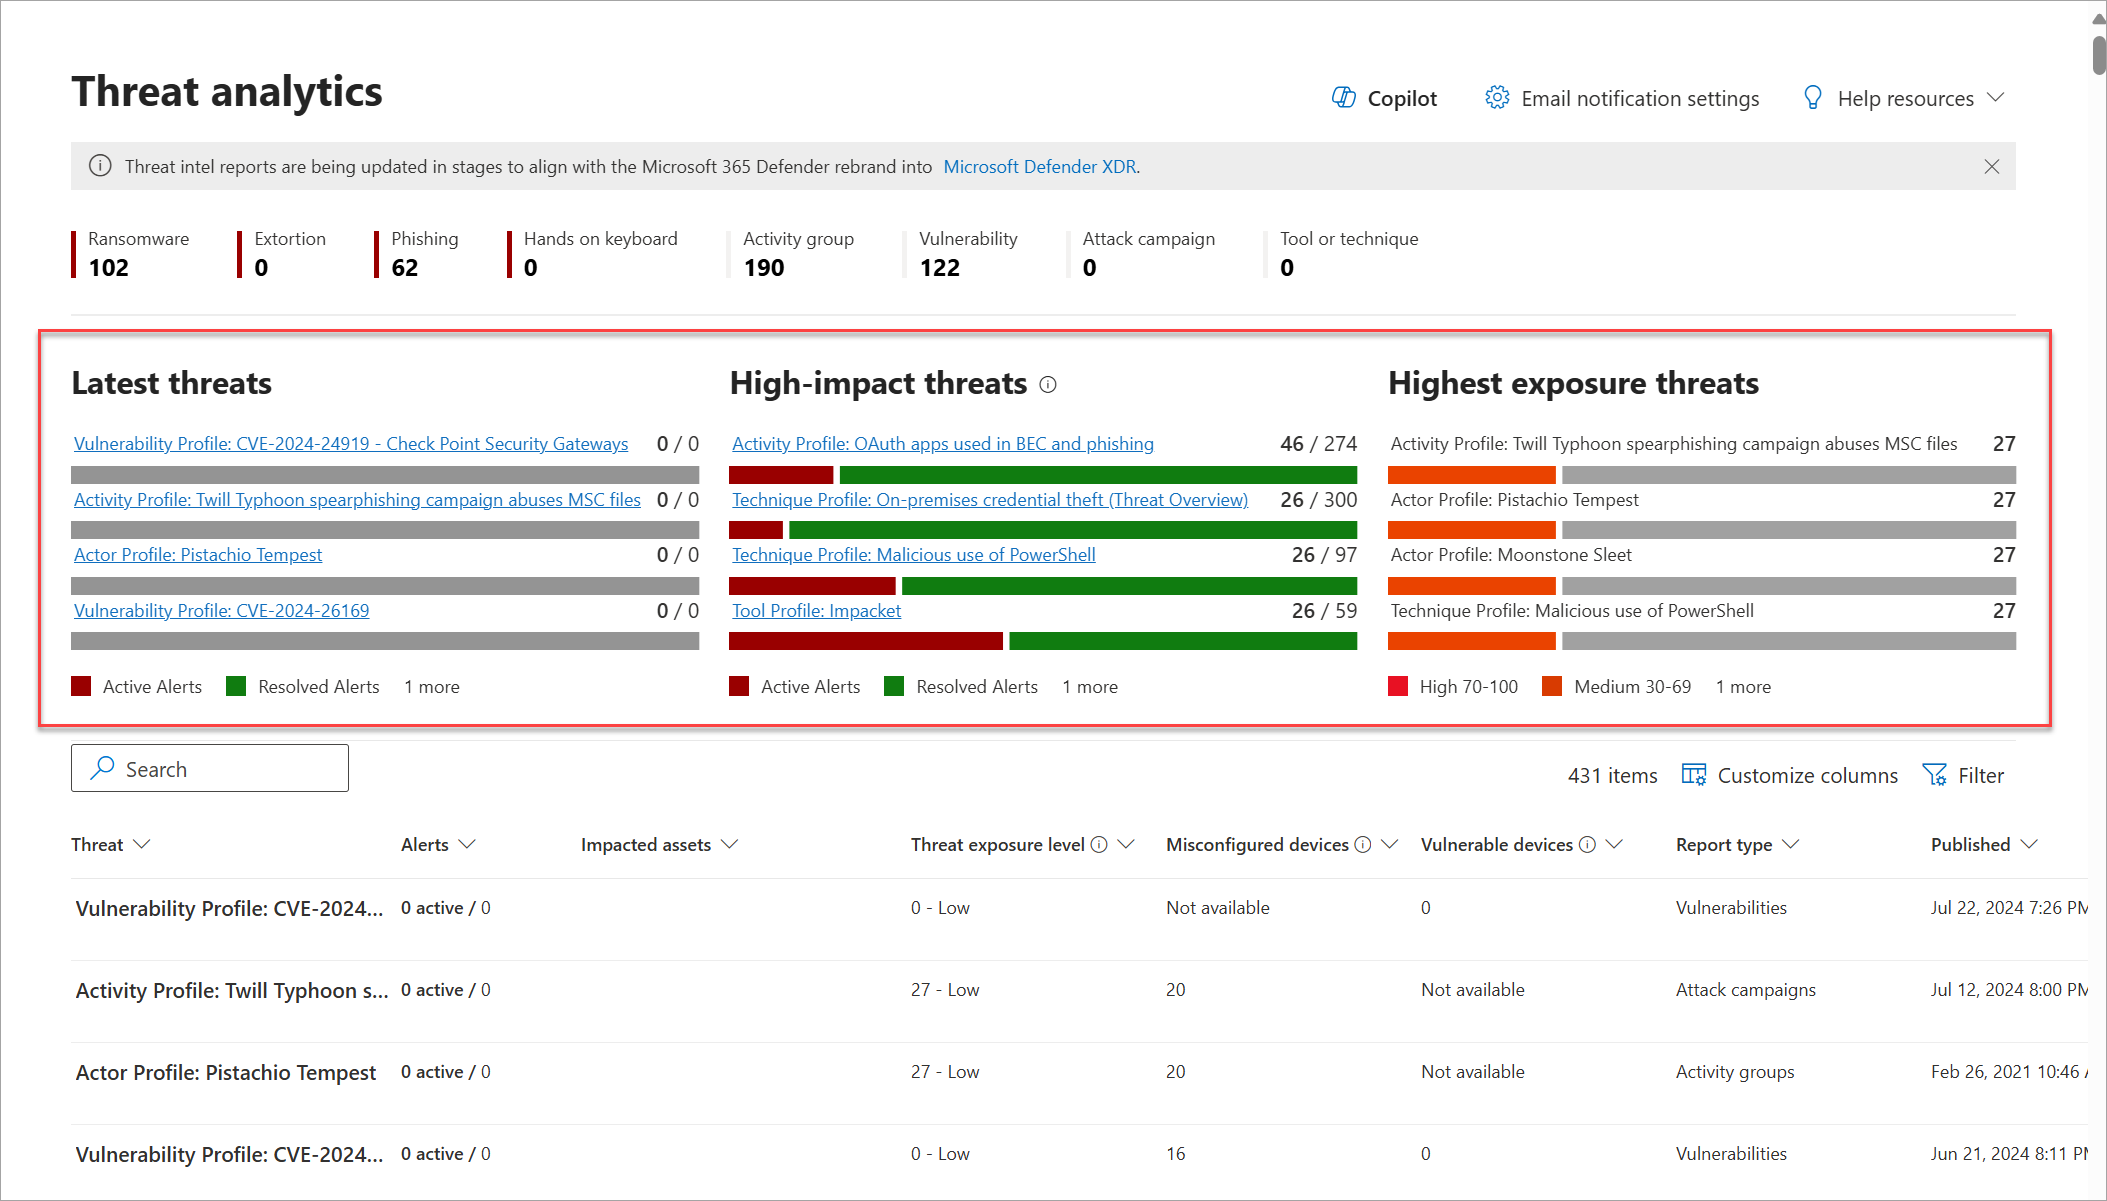 Threat analytics
Copilot
Email notification settings
Help resources
Threat intel reports are being updated in stages to align with the Microsoft 365 Defender rebrand into Microsoft Defender XDR.
Ransomware
102
Extortion
0
Phishing
62
Hands on keyboard
0
Activity group
190
Vulnerability
122
Attack campaign
0
Tool or technique
0
Latest threats
Vulnerability Profile: CVE-2024-24919 - Check Point Security Gateways 0 / 0
Activity Profile: Twill Typhoon spearphishing campaign abuses MSC files 0 / 0
Actor Profile: Pistachio Tempest 0 / 0
Vulnerability Profile: CVE-2024-26169 0 / 0
Active Alerts Resolved Alerts 1 more
High-impact threats
Activity Profile: OAuth apps used in BEC and phishing 46 / 274
Technique Profile: On-premises credential theft (Threat Overview) 26 / 300
Technique Profile: Malicious use of PowerShell 26 / 97
Tool Profile: Impacket 26 / 59
Active Alerts Resolved Alerts 1 more
Highest exposure threats
Activity Profile: Twill Typhoon spearphishing campaign abuses MSC files 27
Actor Profile: Pistachio Tempest 27
Actor Profile: Moonstone Sleet 27
Technique Profile: Malicious use of PowerShell 27
High 70-100 Medium 30-69 1 more
Search
431 items Customize columns Filter
Threat Alerts Impacted assets Threat exposure level Misconfigured devices Vulnerable devices Report type Published
Vulnerability Profile: CVE-2024... 0 active / 0 0 - Low Not available 0 Vulnerabilities Jul 22, 2024 7:26 PM
Activity Profile: Twill Typhoon s... 0 active / 0 27 - Low 20 Not available Attack campaigns Jul 12, 2024 8:00 PM
Actor Profile: Pistachio Tempest 0 active / 0 27 - Low 20 Not available Activity groups Feb 26, 2021 10:46
Vulnerability Profile: CVE-2024... 0 active / 0 0 - Low 16 0 Vulnerabilities Jun 21, 2024 8:11 PM